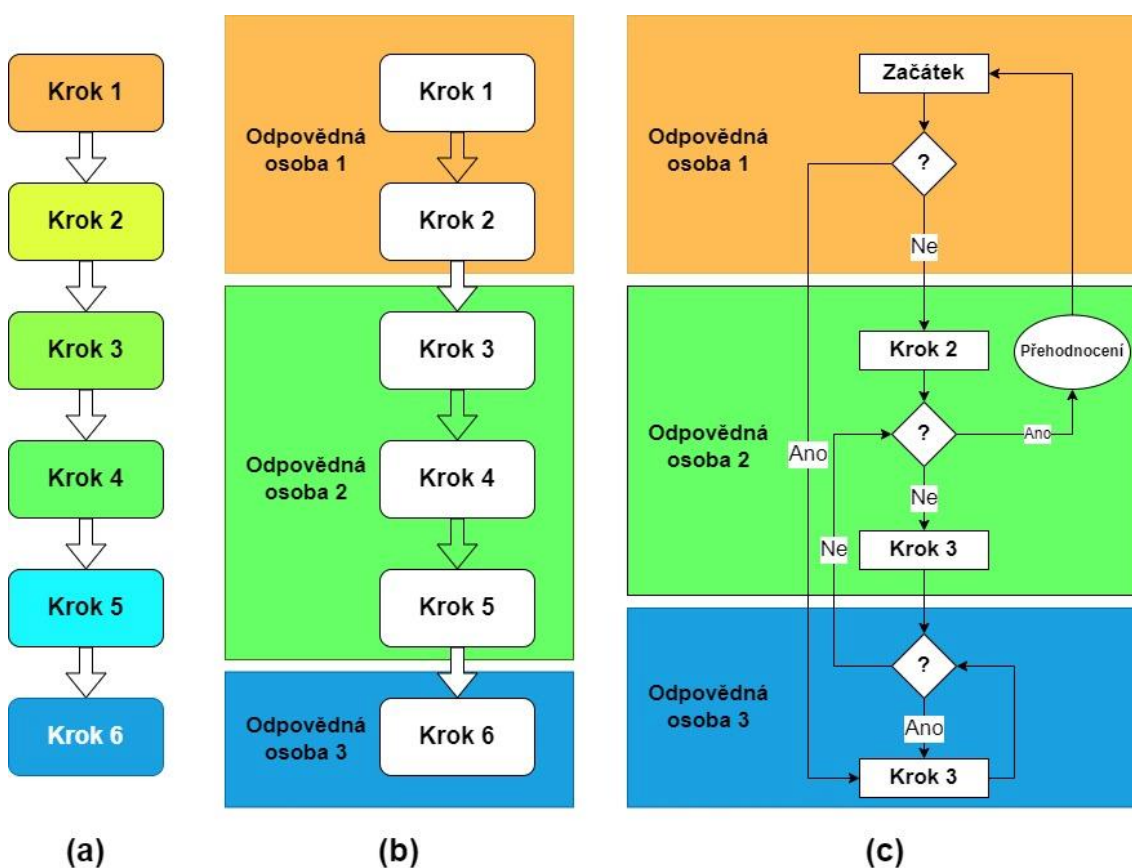 Krok 1
Krok 2
Krok 3
Krok 4
Krok 5
Krok 6
(a)
Odpovědná
osoba 1
Krok 1
Krok 2
Odpovědná
osoba 2
Krok 3
Krok 4
Krok 5
Odpovědná
osoba 3
Krok 6
(b)
Odpovědná
osoba 1
Začátek
?
Ne
Odpovědná
osoba 2
Krok 2
Přehodnocení
?
Ano
Ano
Ne
Ne
Krok 3
Odpovědná
osoba 3
?
Ano
Krok 3
(c)